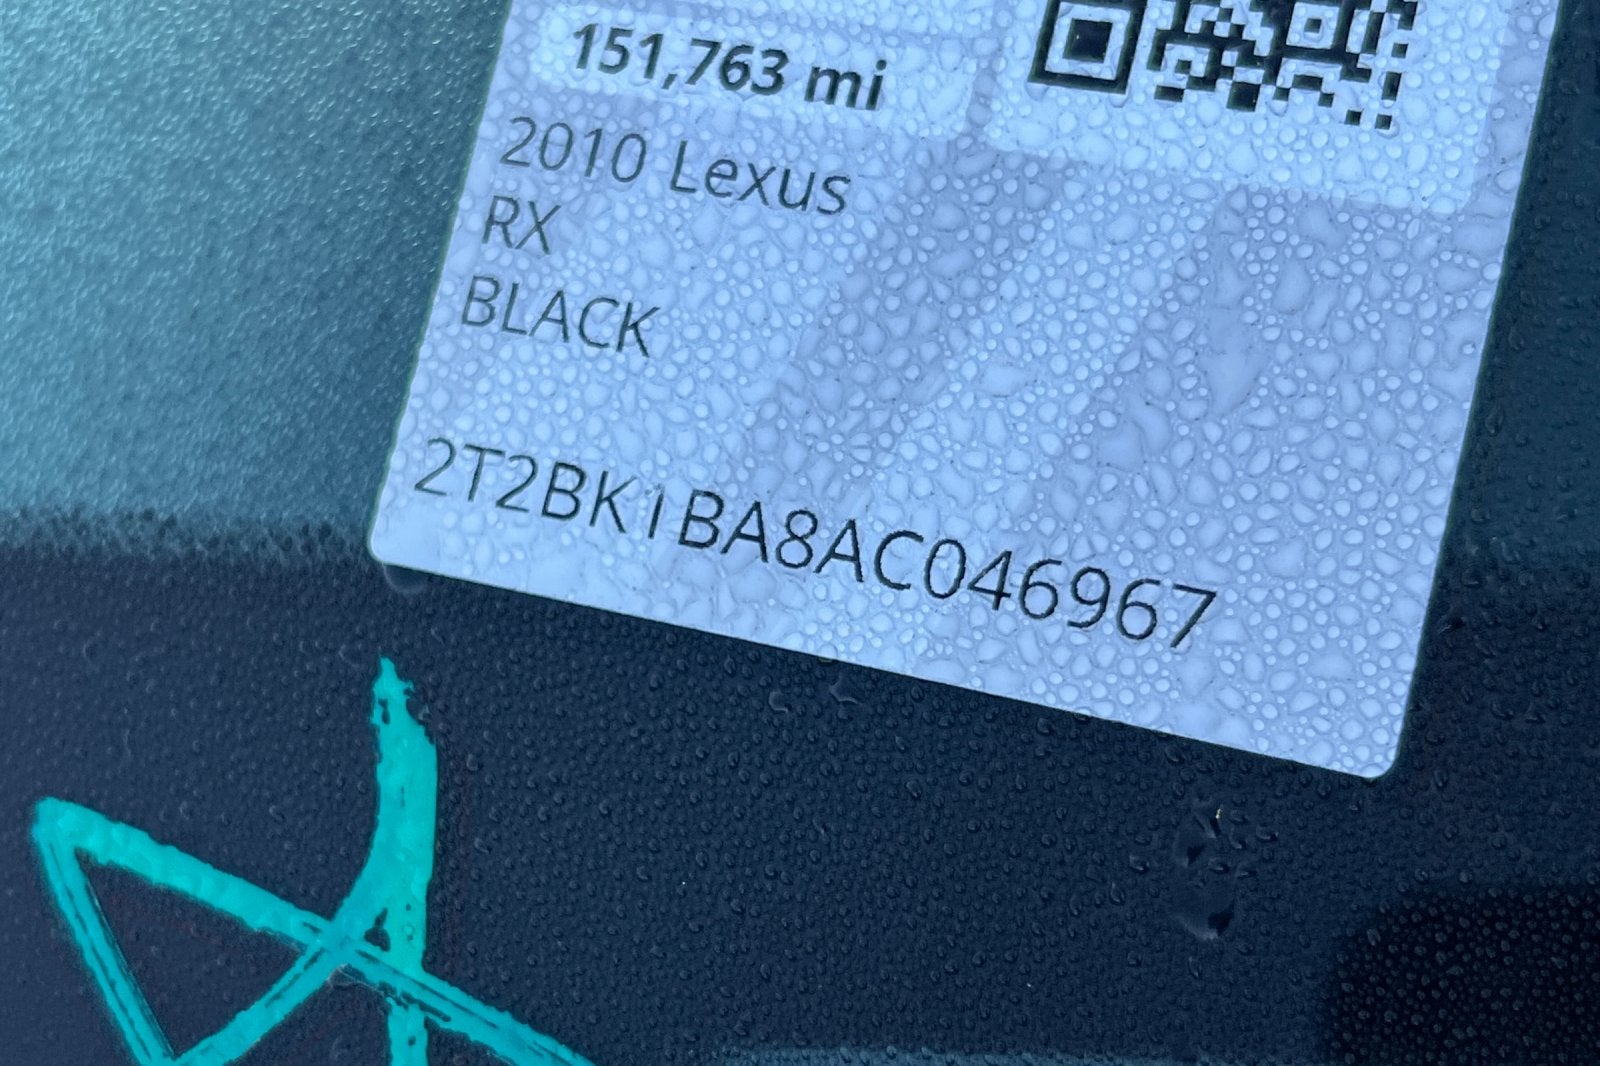 151,763 mi
2010 Lexus
RX
BLACK
2T2BK1BA8AC046967